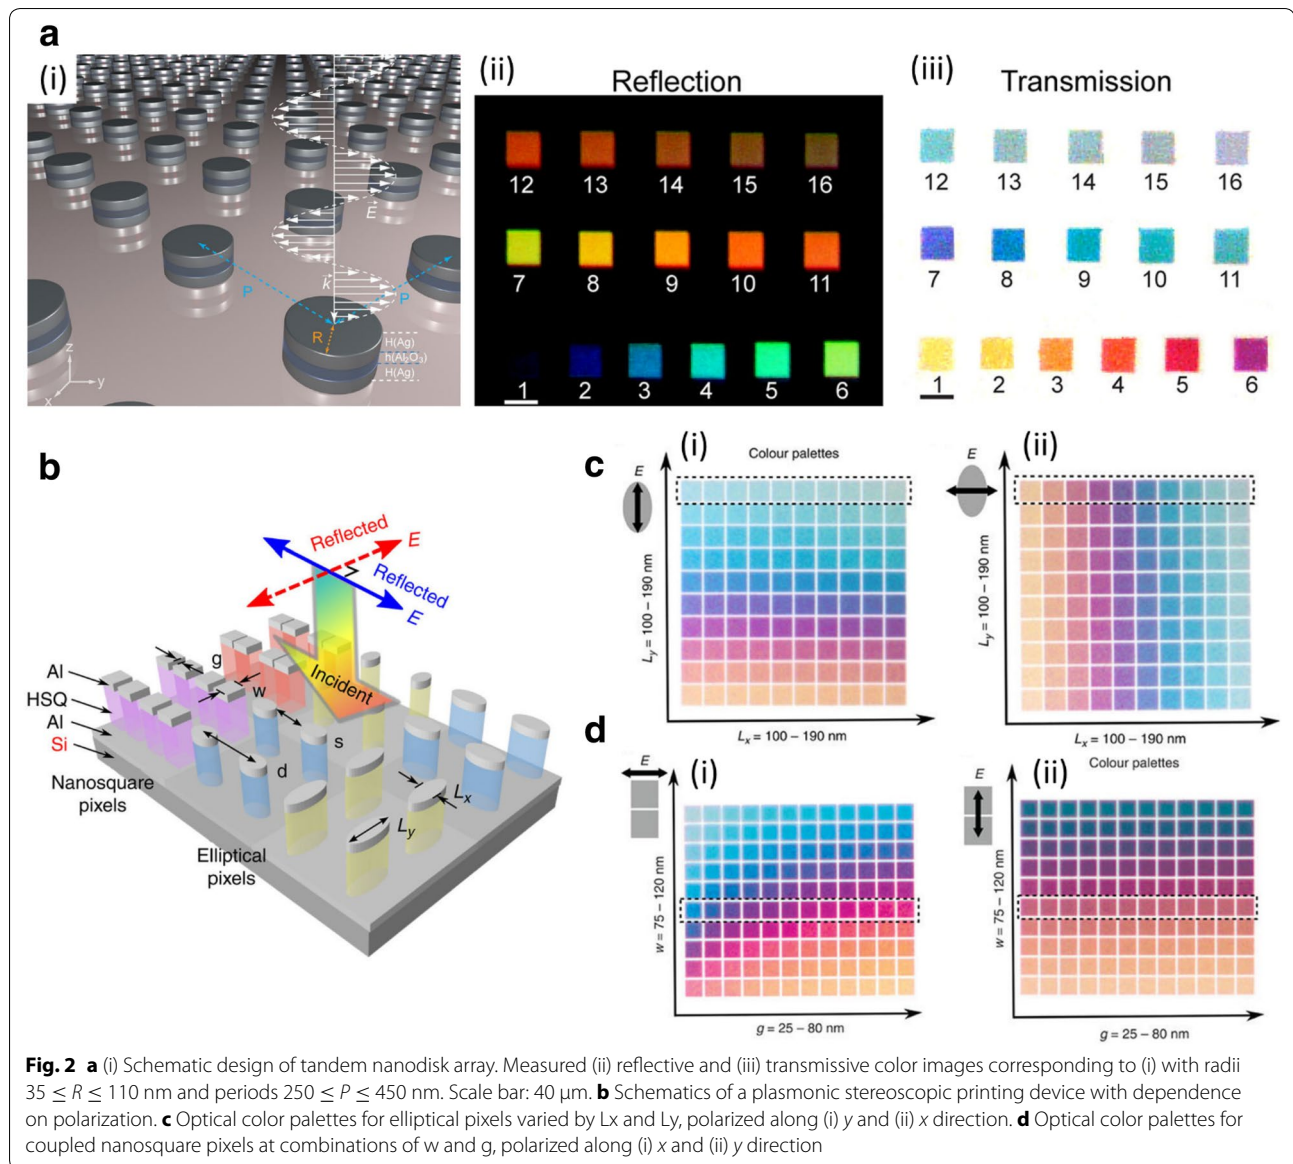 a
(i)
E
k
P
P
R
H(Ag)
h(Al₂O₃)
H(Ag)
z
y
x
(ii)
Reflection
12 13 14 15 16
7 8 9 10 11
1 2 3 4 5 6
(iii)
Transmission
12 13 14 15 16
7 8 9 10 11
1 2 3 4 5 6
b
Reflected
E
Reflected
E
Incident
g
w
s
d
Al
HSQ
Al
Si
Nanosquare
pixels
Elliptical
pixels
Lx
Ly
c
(i)
Colour palettes
E
Ly = 100 – 190 nm
Lx = 100 – 190 nm
(ii)
E
Ly = 100 – 190 nm
Lx = 100 – 190 nm
d
(i)
E
w = 75 – 120 nm
g = 25 – 80 nm
(ii)
Colour palettes
E
w = 75 – 120 nm
g = 25 – 80 nm
Fig. 2 a (i) Schematic design of tandem nanodisk array. Measured (ii) reflective and (iii) transmissive color images corresponding to (i) with radii
35 ≤ R ≤ 110 nm and periods 250 ≤ P ≤ 450 nm. Scale bar: 40 μm. b Schematics of a plasmonic stereoscopic printing device with dependence
on polarization. c Optical color palettes for elliptical pixels varied by Lx and Ly, polarized along (i) y and (ii) x direction. d Optical color palettes for
coupled nanosquare pixels at combinations of w and g, polarized along (i) x and (ii) y direction